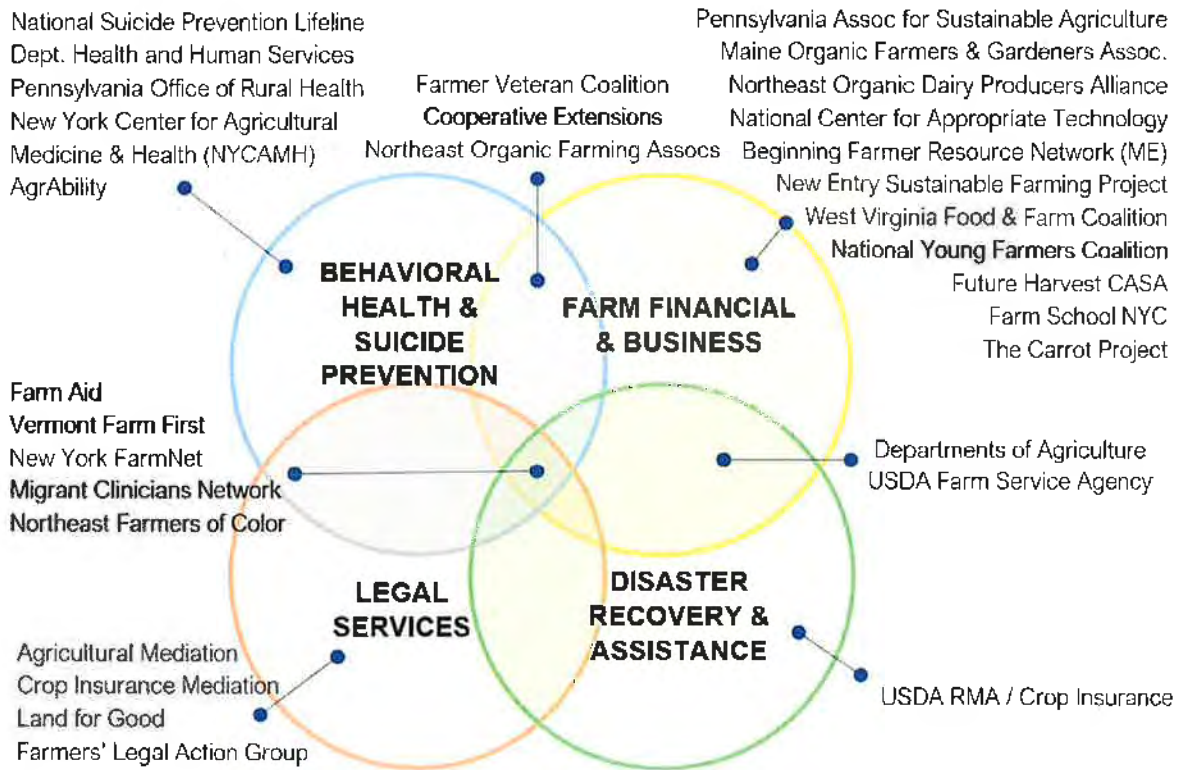 National Suicide Prevention Lifeline
Dept. Health and Human Services
Pennsylvania Office of Rural Health
New York Center for Agricultural
Medicine & Health (NYCAMH)
AgrAbility
Farmer Veteran Coalition
Cooperative Extensions
Northeast Organic Farming Assocs
Pennsylvania Assoc for Sustainable Agriculture
Maine Organic Farmers & Gardeners Assoc.
Northeast Organic Dairy Producers Alliance
National Center for Appropriate Technology
Beginning Farmer Resource Network (ME)
New Entry Sustainable Farming Project
West Virginia Food & Farm Coalition
National Young Farmers Coalition
Future Harvest CASA
Farm School NYC
The Carrot Project
BEHAVIORAL
HEALTH &
SUICIDE
PREVENTION
FARM FINANCIAL
& BUSINESS
Farm Aid
Vermont Farm First
New York FarmNet
Migrant Clinicians Network
Northeast Farmers of Color
Departments of Agriculture
USDA Farm Service Agency
LEGAL
SERVICES
DISASTER
RECOVERY &
ASSISTANCE
Agricultural Mediation
Crop Insurance Mediation
Land for Good
Farmers' Legal Action Group
USDA RMA / Crop Insurance